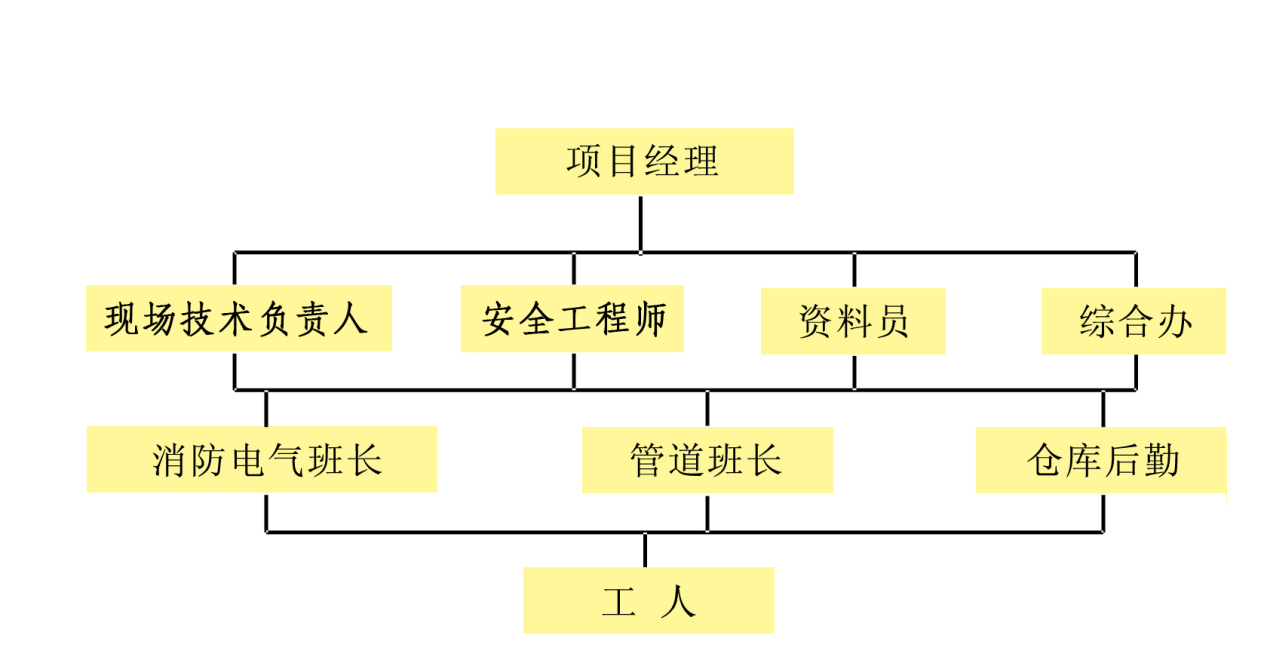 项目经理
现场技术负责人 安全工程师 资料员 综合办
消防电气班长 管道班长 仓库后勤
工 人